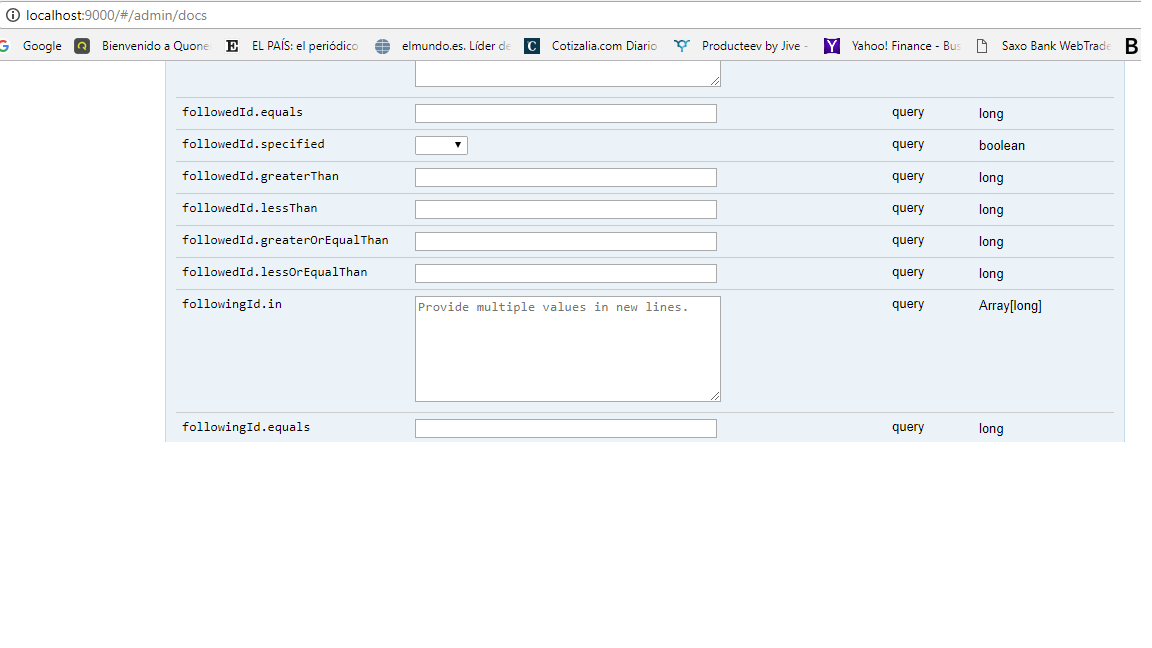 localhost:9000/#/admin/docs
Google Bienvenido a Quone EL PAÍS: el periódico elmundo.es. Líder de Cotizalia.com Diario Producteev by Jive - Yahoo! Finance - Bus Saxo Bank WebTrade B
followedId.equals query long
followedId.specified query boolean
followedId.greaterThan query long
followedId.lessThan query long
followedId.greaterOrEqualThan query long
followedId.lessOrEqualThan query long
followingId.in Provide multiple values in new lines. query Array[long]
followingId.equals query long